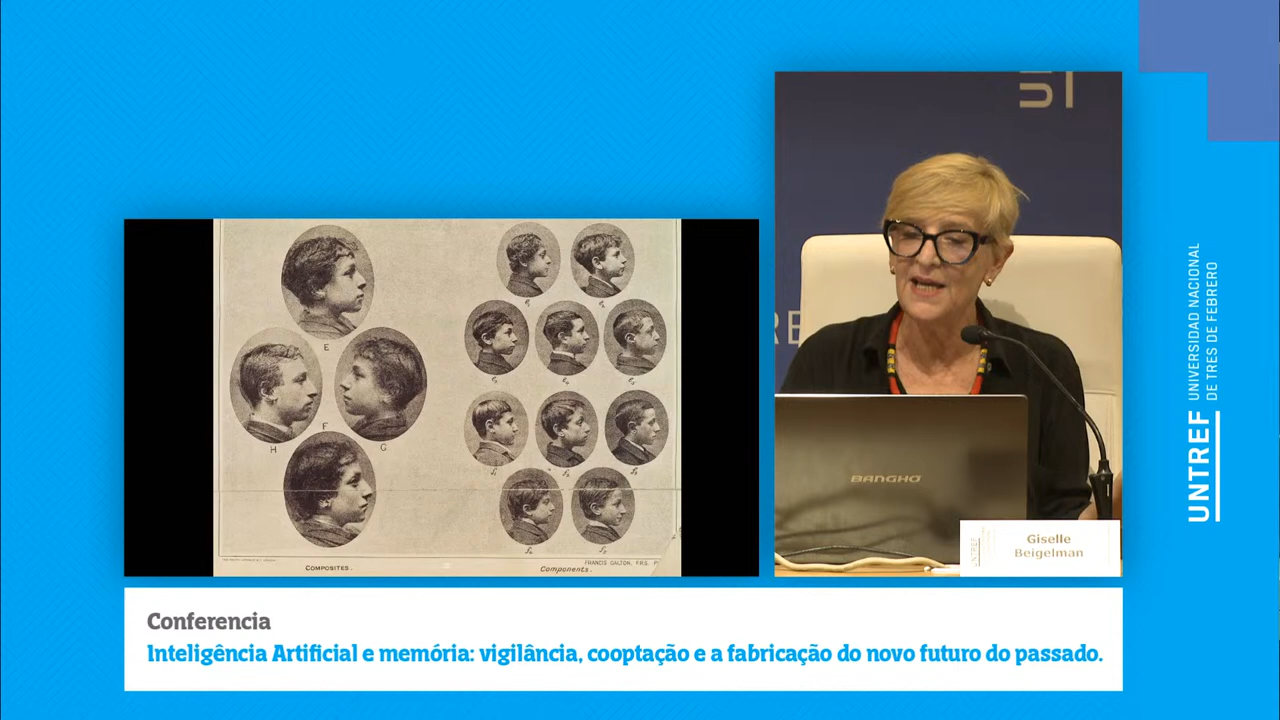 UNIVERSIDAD NACIONAL
DE TRES DE FEBRERO
UNTREF
E
F
H
G
COMPOSITES.
Components.
FRANCIS GALTON, F.R.S.
BANGHO
UNTREF
Giselle
Beigelman
Conferencia
Inteligência Artificial e memória: vigilância, cooptação e a fabricação do novo futuro do passado.